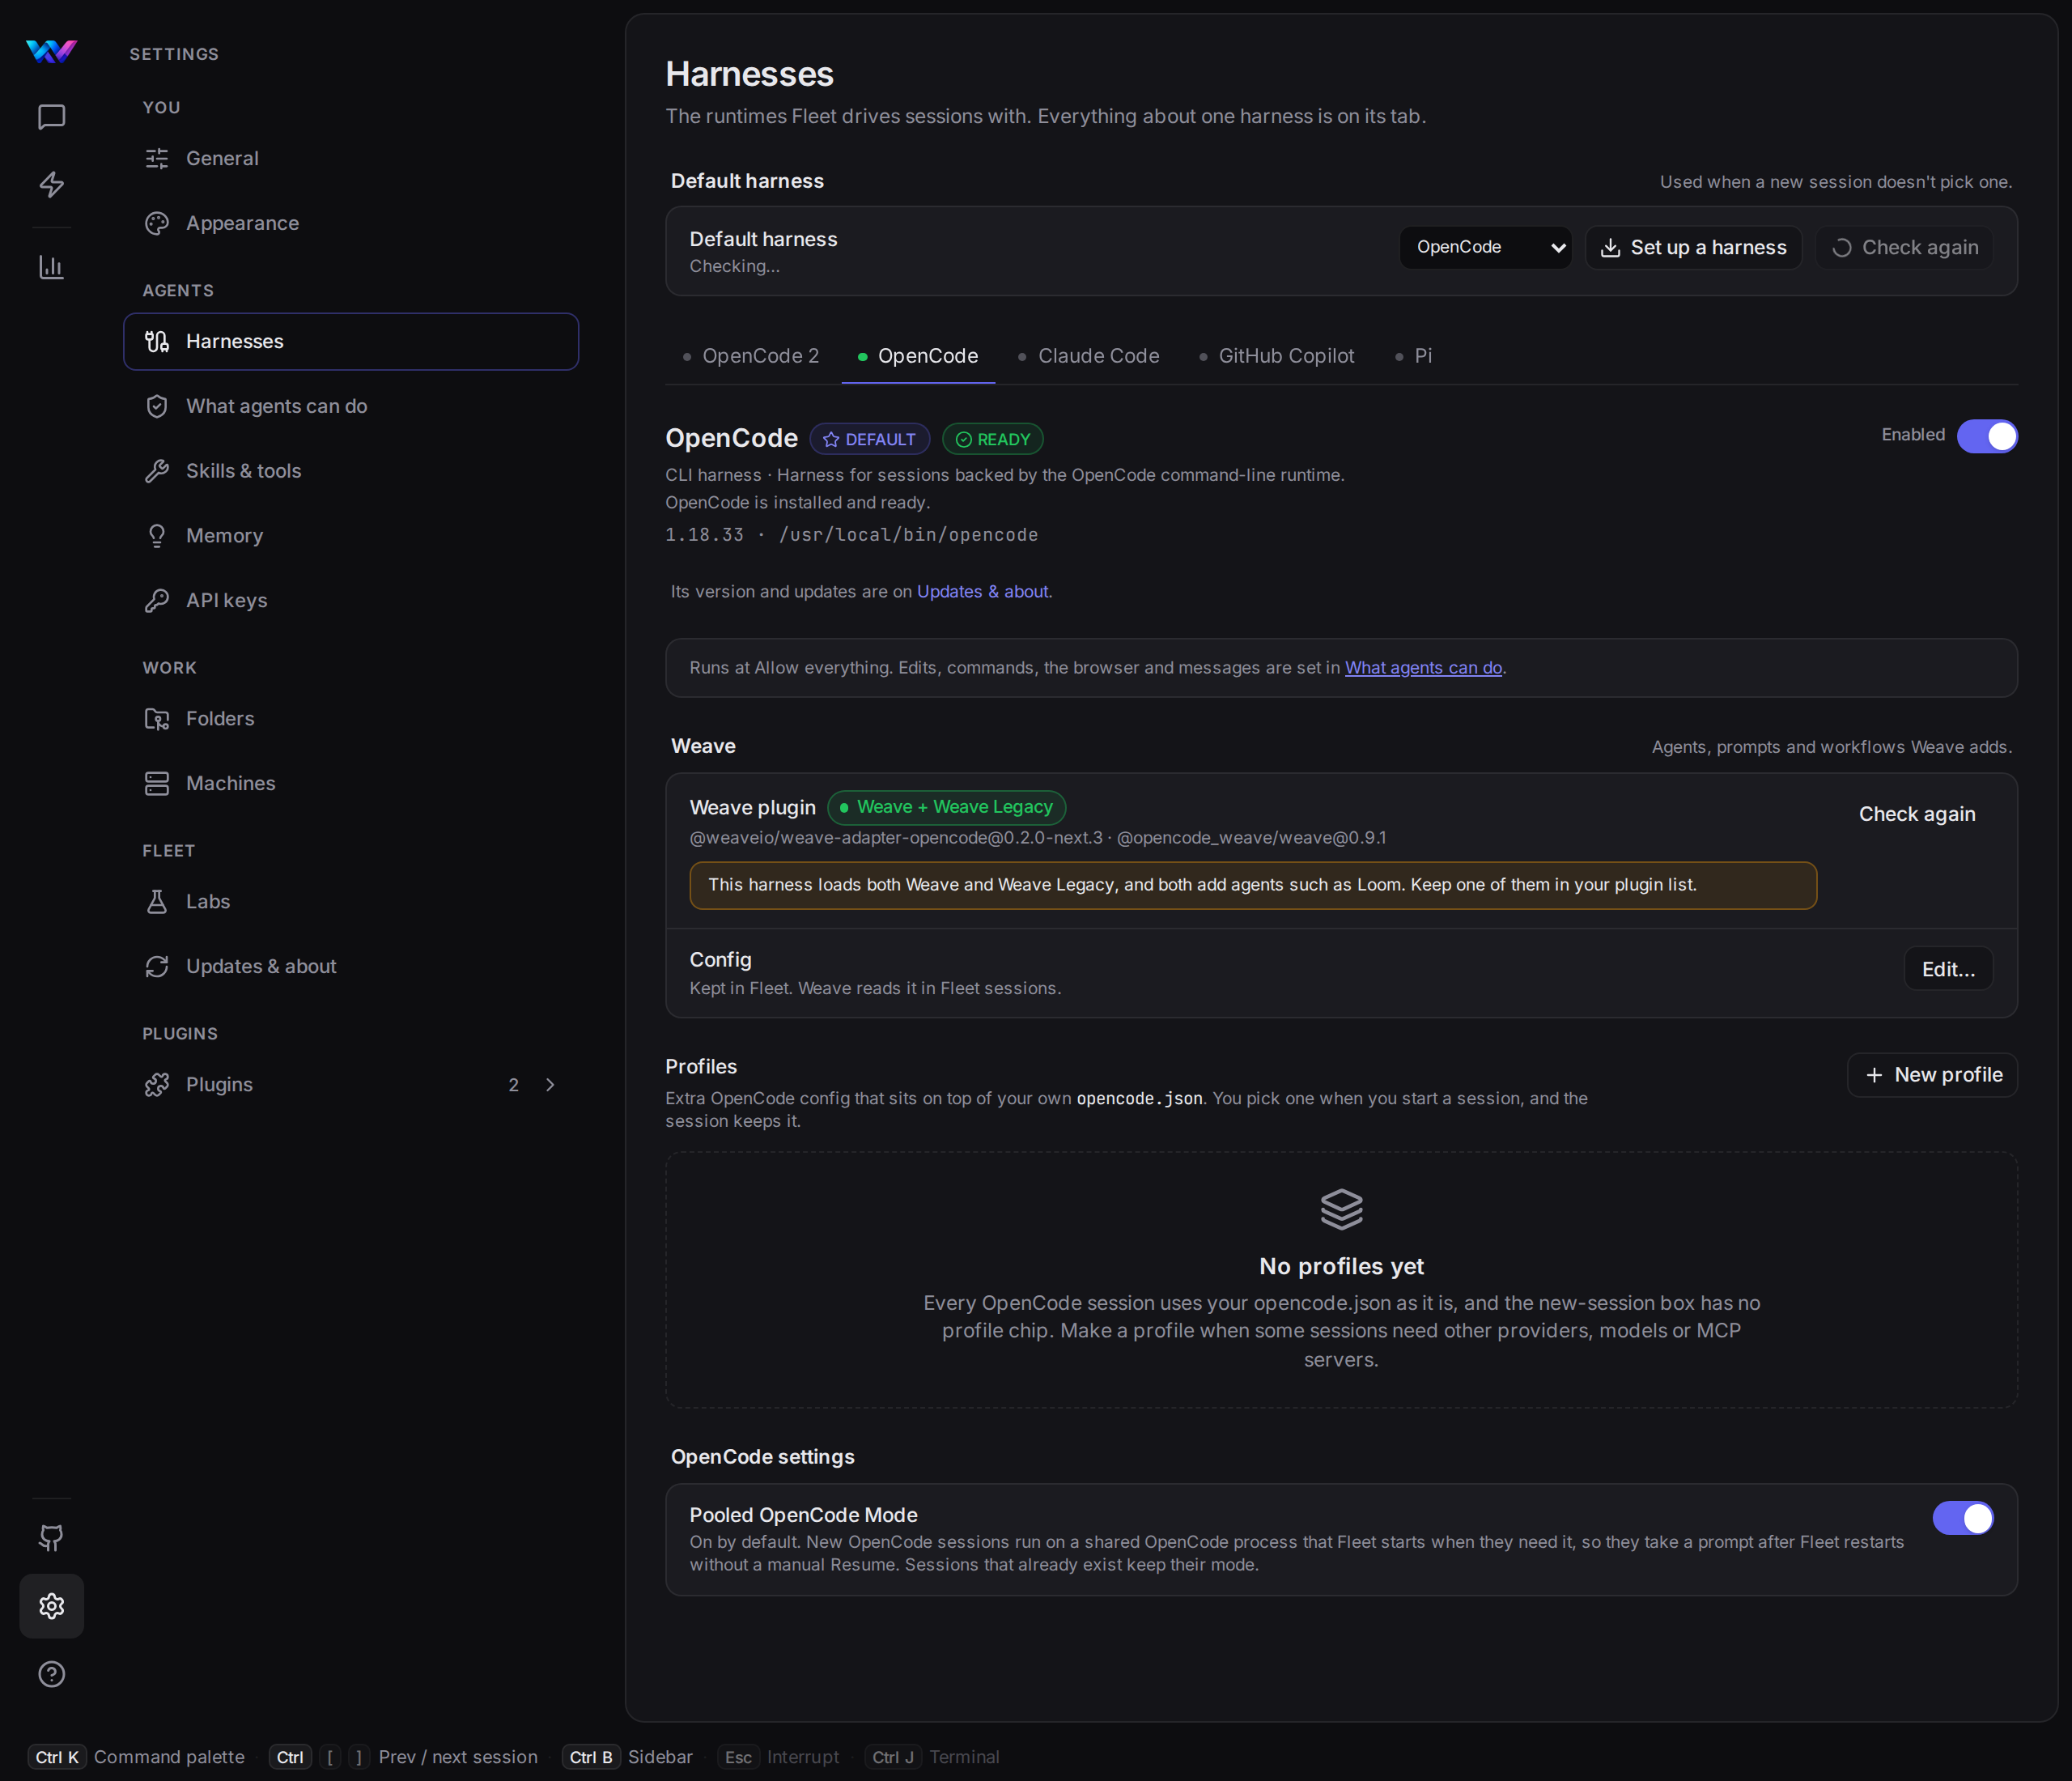 SETTINGS
YOU
General
Appearance
AGENTS
Harnesses
What agents can do
Skills & tools
Memory
API keys
WORK
Folders
Machines
FLEET
Labs
Updates & about
PLUGINS
Plugins 2
Harnesses
The runtimes Fleet drives sessions with. Everything about one harness is on its tab.
Default harness
Used when a new session doesn't pick one.
Default harness
Checking...
OpenCode
Set up a harness
Check again
OpenCode 2
OpenCode
Claude Code
GitHub Copilot
Pi
OpenCode DEFAULT READY
Enabled
CLI harness · Harness for sessions backed by the OpenCode command-line runtime.
OpenCode is installed and ready.
1.18.33 · /usr/local/bin/opencode
Its version and updates are on Updates & about.
Runs at Allow everything. Edits, commands, the browser and messages are set in What agents can do.
Weave
Agents, prompts and workflows Weave adds.
Weave plugin Weave + Weave Legacy
Check again
@weaveio/weave-adapter-opencode@0.2.0-next.3 · @opencode_weave/weave@0.9.1
This harness loads both Weave and Weave Legacy, and both add agents such as Loom. Keep one of them in your plugin list.
Config
Kept in Fleet. Weave reads it in Fleet sessions.
Edit...
Profiles
New profile
Extra OpenCode config that sits on top of your own opencode.json. You pick one when you start a session, and the
session keeps it.
No profiles yet
Every OpenCode session uses your opencode.json as it is, and the new-session box has no
profile chip. Make a profile when some sessions need other providers, models or MCP
servers.
OpenCode settings
Pooled OpenCode Mode
On by default. New OpenCode sessions run on a shared OpenCode process that Fleet starts when they need it, so they take a prompt after Fleet restarts
without a manual Resume. Sessions that already exist keep their mode.
Ctrl K Command palette · Ctrl [ ] Prev / next session · Ctrl B Sidebar · Esc Interrupt · Ctrl J Terminal